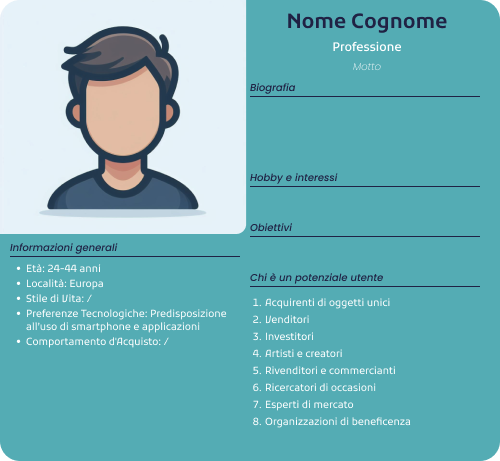 Nome Cognome
Professione
Motto
Biografia
Hobby e interessi
Obiettivi
Informazioni generali
• Età: 24-44 anni
• Località: Europa
• Stile di Vita: /
• Preferenze Tecnologiche: Predisposizione
all'uso di smartphone e applicazioni
• Comportamento d'Acquisto: /
Chi è un potenziale utente
1. Acquirenti di oggetti unici
2. Venditori
3. Investitori
4. Artisti e creatori
5. Rivenditori e commercianti
6. Ricercatori di occasioni
7. Esperti di mercato
8. Organizzazioni di beneficenza